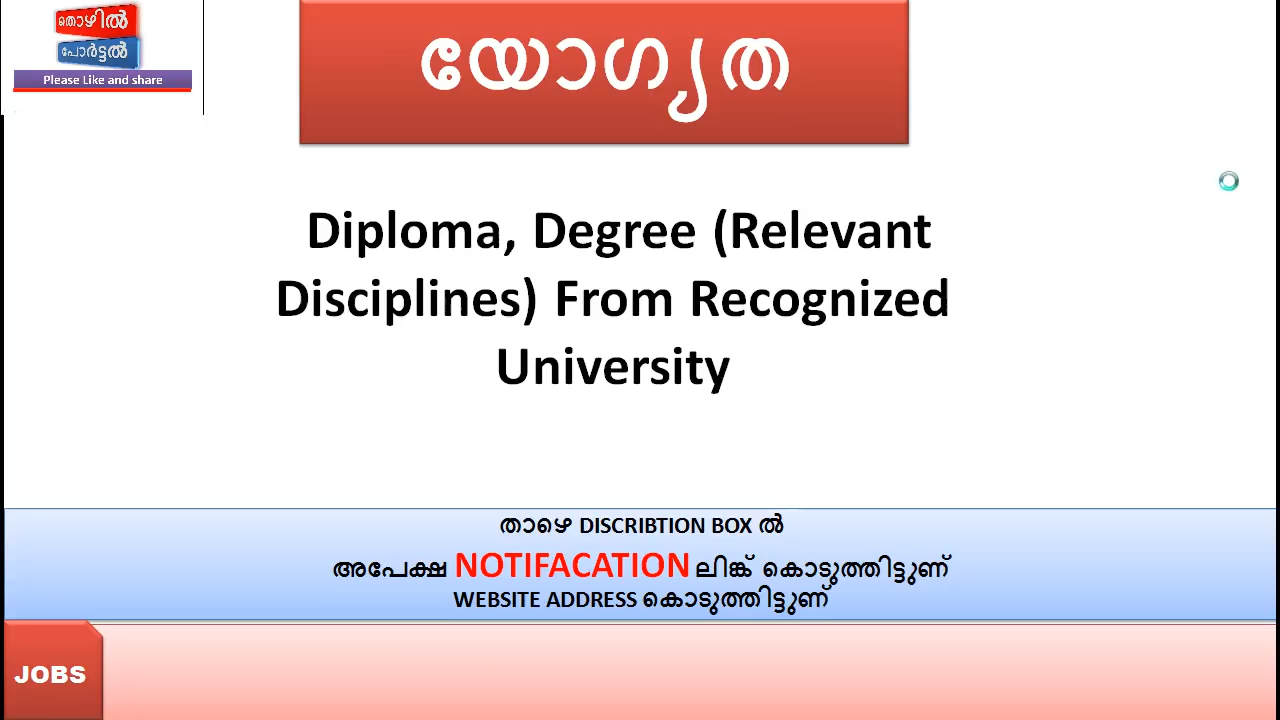 തൊഴിൽ
പോർട്ടൽ
Please Like and share
യോഗ്യത
Diploma, Degree (Relevant
Disciplines) From Recognized
University
താഴെ DISCRIBTION BOX ൽ
അപേക്ഷ NOTIFACATION ലിങ്ക് കൊടുത്തിട്ടുണ്
WEBSITE ADDRESS കൊടുത്തിട്ടുണ്
JOBS